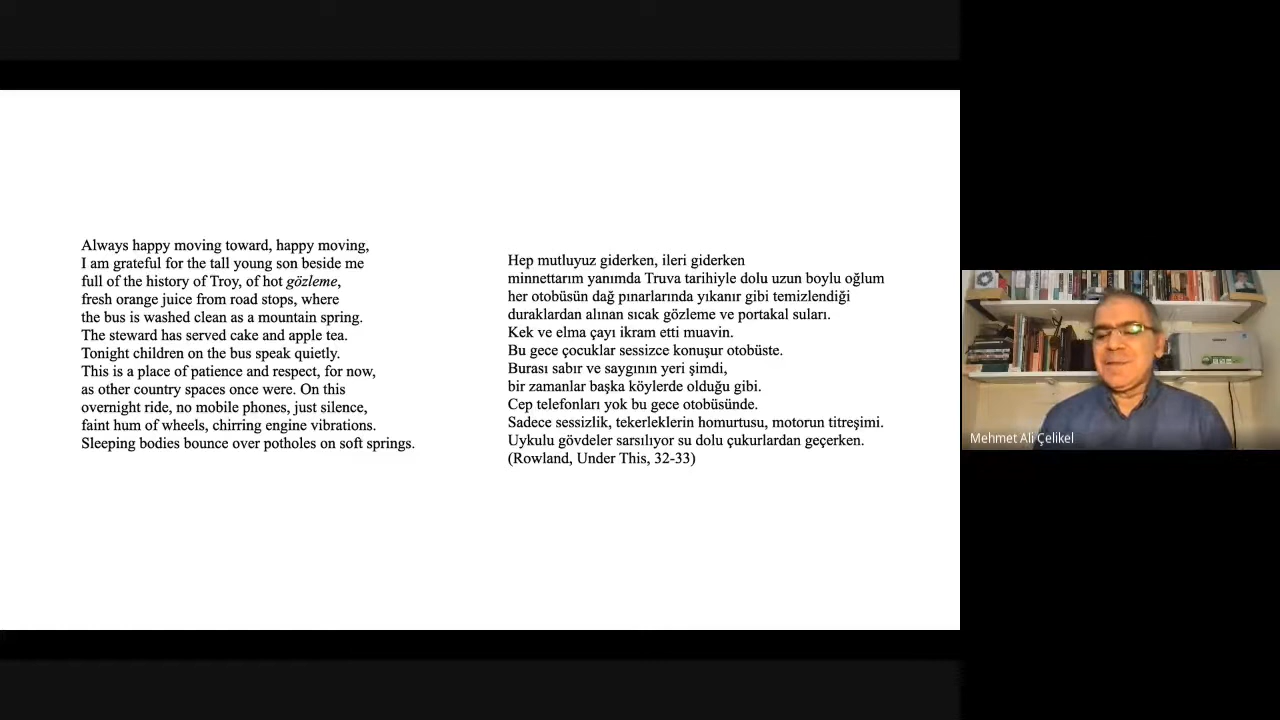 Always happy moving toward, happy moving,
I am grateful for the tall young son beside me
full of the history of Troy, of hot gözleme,
fresh orange juice from road stops, where
the bus is washed clean as a mountain spring.
The steward has served cake and apple tea.
Tonight children on the bus speak quietly.
This is a place of patience and respect, for now,
as other country spaces once were. On this
overnight ride, no mobile phones, just silence,
faint hum of wheels, chirring engine vibrations.
Sleeping bodies bounce over potholes on soft springs.
Hep mutluyuz giderken, ileri giderken
minnettarım yanımda Truva tarihiyle dolu uzun boylu oğlum
her otobüsün dağ pınarlarında yıkanır gibi temizlendiği
duraklardan alınan sıcak gözleme ve portakal suları.
Kek ve elma çayı ikram etti muavin.
Bu gece çocuklar sessizce konuşur otobüste.
Burası sabır ve saygının yeri şimdi,
bir zamanlar başka köylerde olduğu gibi.
Cep telefonları yok bu gece otobüsünde.
Sadece sessizlik, tekerleklerin homurtusu, motorun titreşimi.
Uykulu gövdeler sarsılıyor su dolu çukurlardan geçerken.
(Rowland, Under This, 32-33)
Mehmet Ali Çelikel